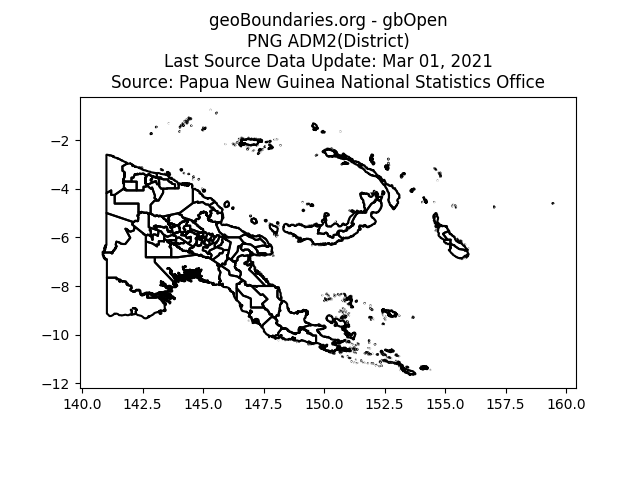 geoBoundaries.org - gbOpen
PNG ADM2(District)
Last Source Data Update: Mar 01, 2021
Source: Papua New Guinea National Statistics Office
−2
−4
−6
−8
−10
−12
140.0 142.5 145.0 147.5 150.0 152.5 155.0 157.5 160.0